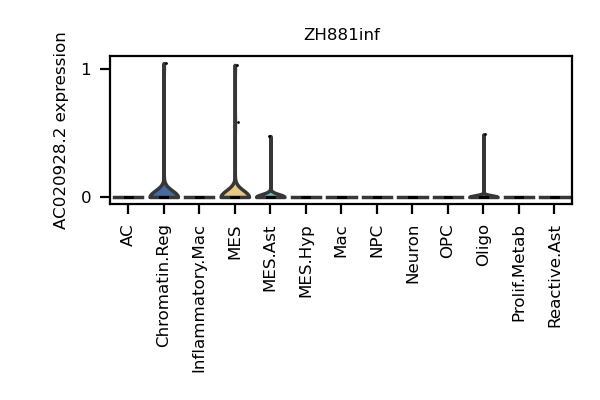 ZH881inf
AC020928.2 expression
1
0
AC
Chromatin.Reg
Inflammatory.Mac
MES
MES.Ast
MES.Hyp
Mac
NPC
Neuron
OPC
Oligo
Prolif.Metab
Reactive.Ast